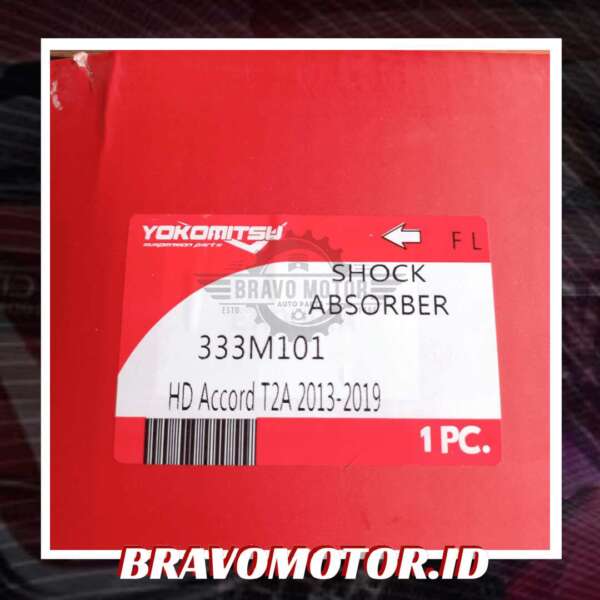 YOKOMITSU
suspension parts
F L
SHOCK
ABSORBER
BRAVO MOTOR
AUTO PARTS
ESTD.
333M101
HD Accord T2A 2013-2019
1 PC.
BRAVOMOTOR.ID